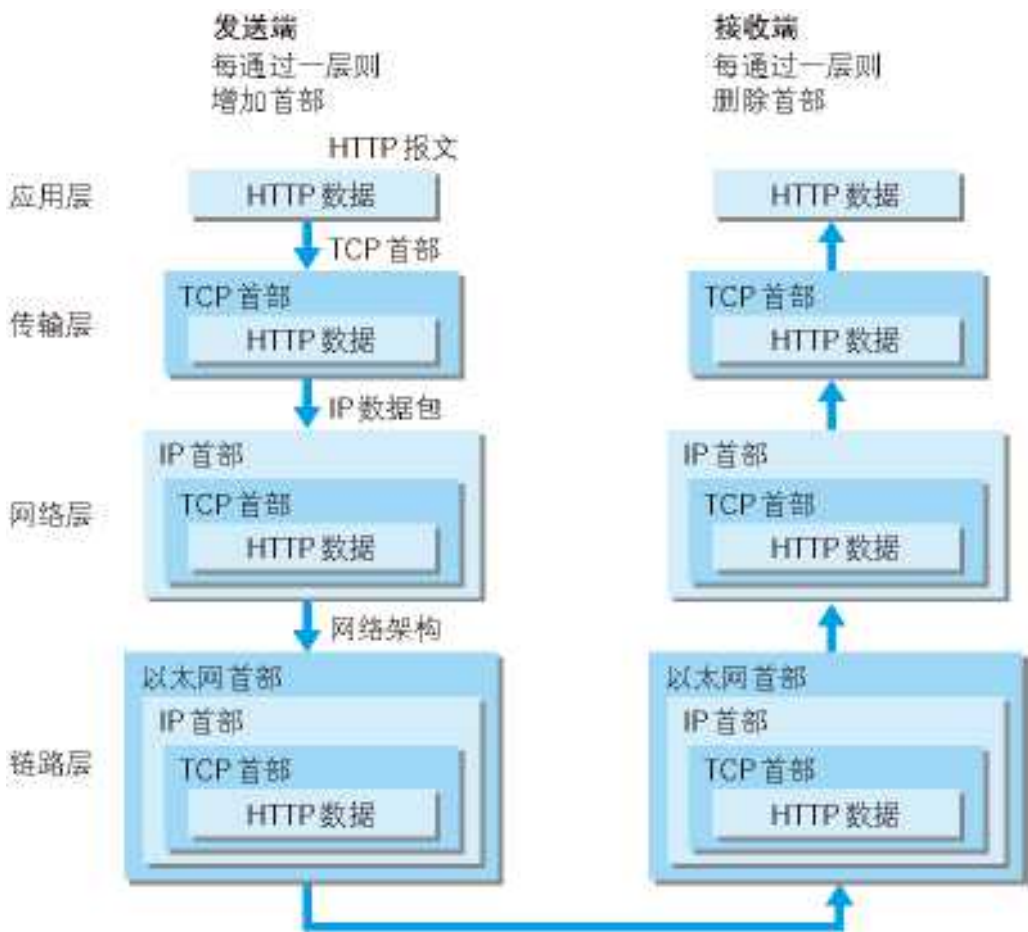 发送端
每通过一层则
增加首部
接收端
每通过一层则
删除首部
HTTP 报文
应用层
HTTP 数据
HTTP 数据
TCP 首部
传输层
TCP 首部
HTTP 数据
TCP 首部
HTTP 数据
IP 数据包
网络层
IP 首部
TCP 首部
HTTP 数据
IP 首部
TCP 首部
HTTP 数据
网络架构
链路层
以太网首部
IP 首部
TCP 首部
HTTP 数据
以太网首部
IP 首部
TCP 首部
HTTP 数据